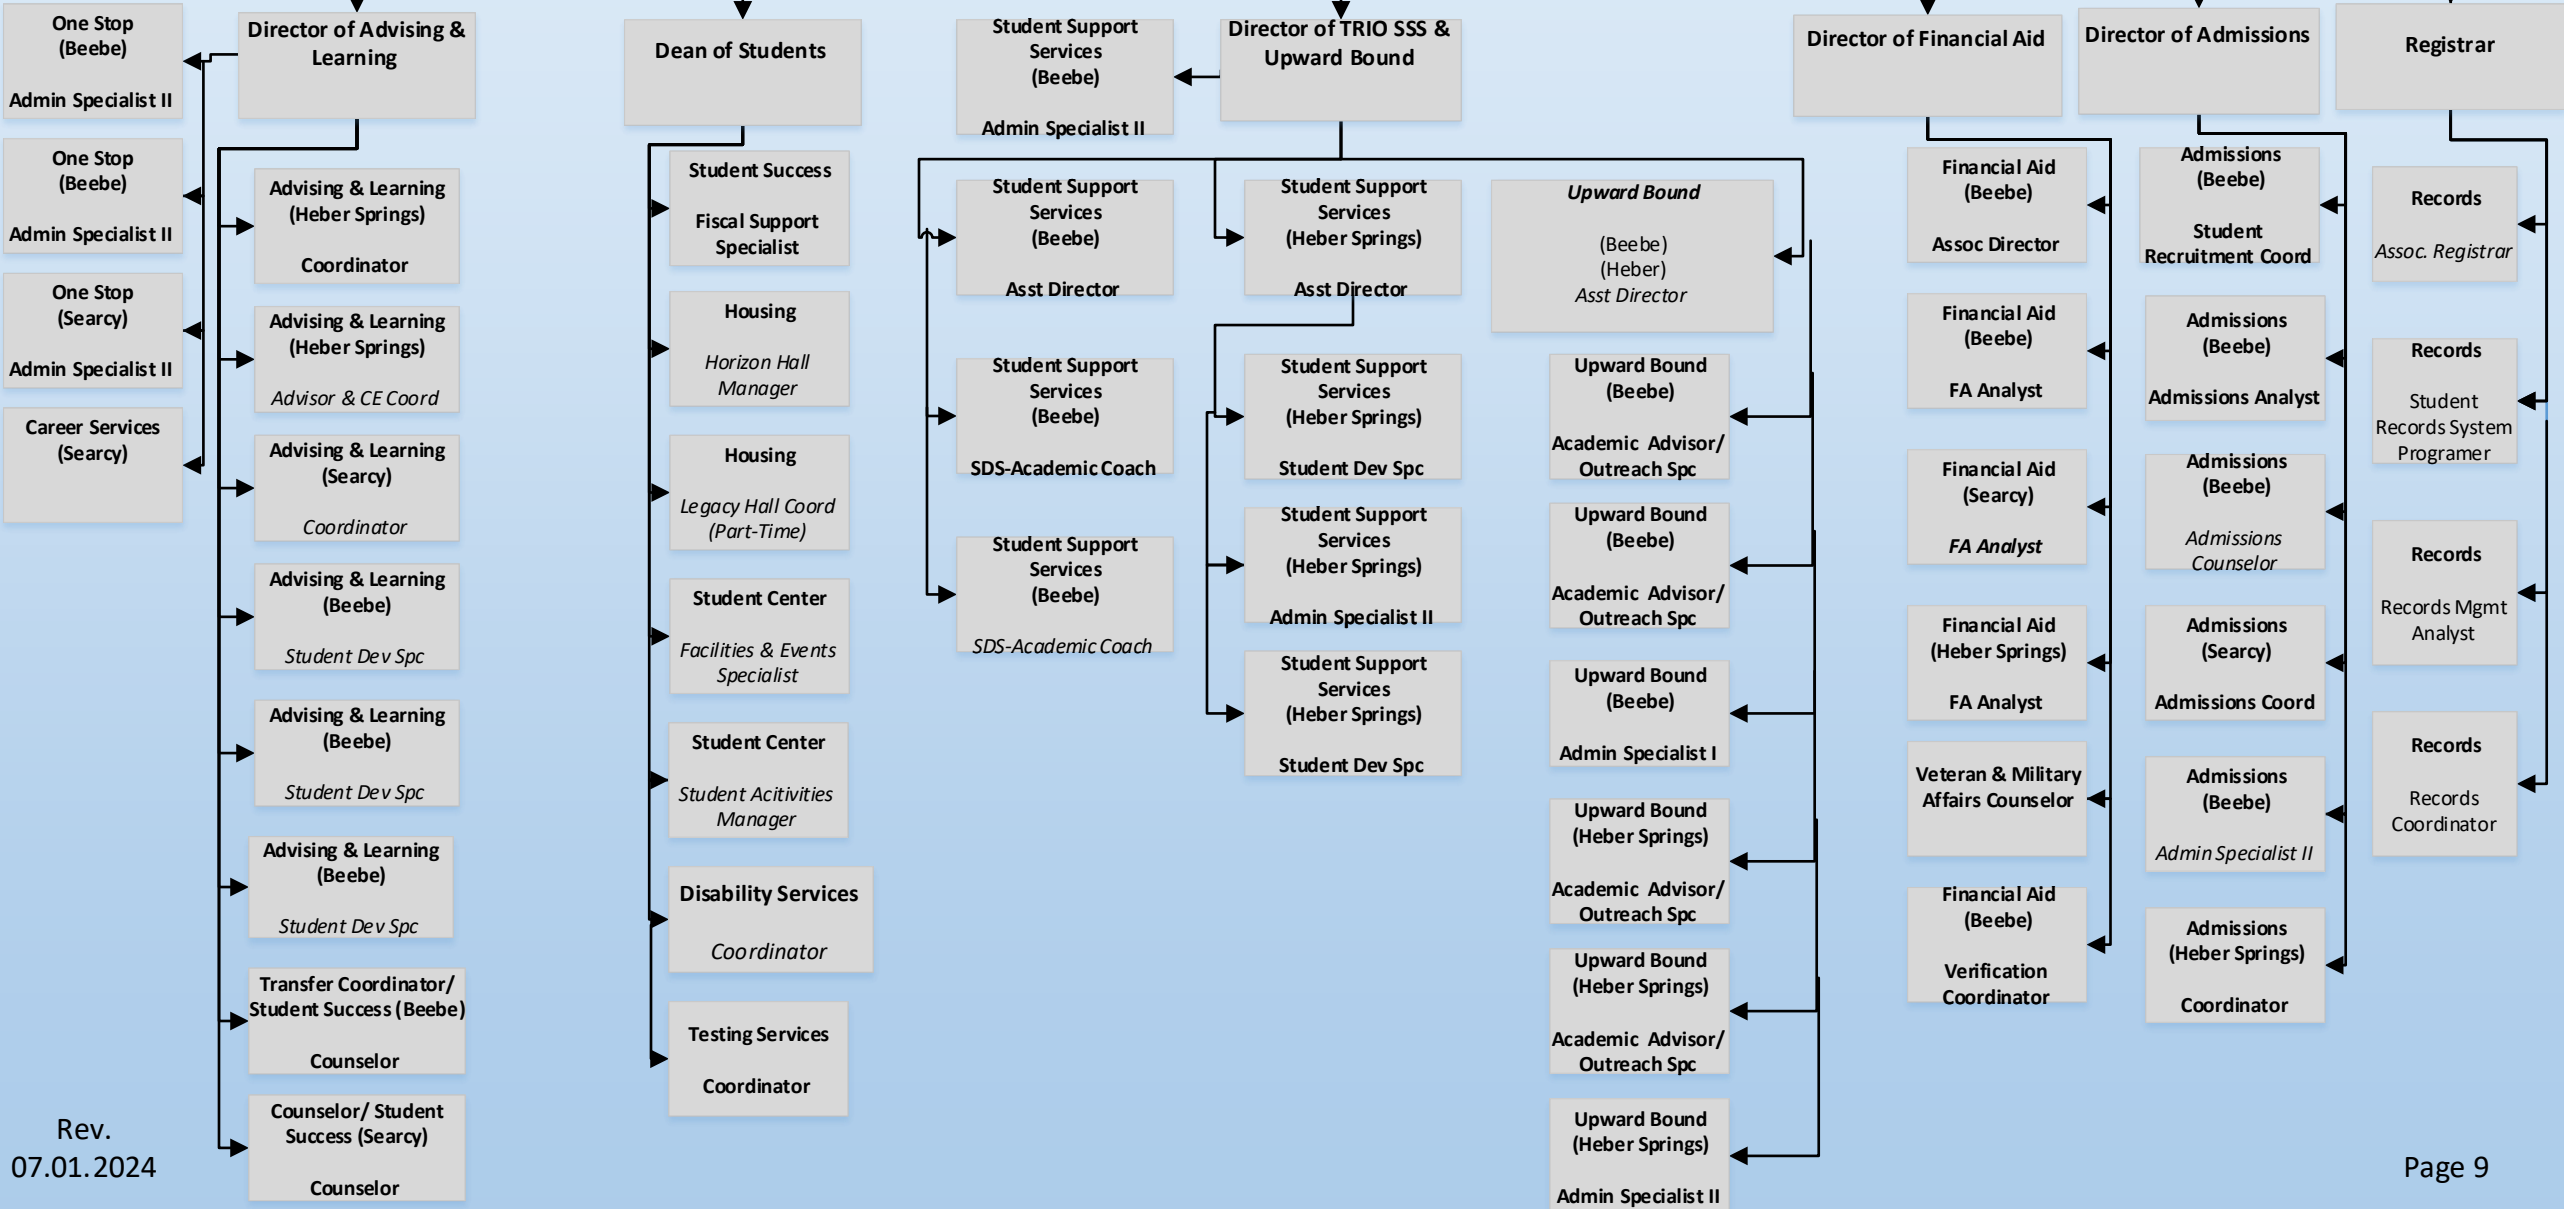 One Stop
(Beebe)
Admin Specialist II
One Stop
(Beebe)
Admin Specialist II
One Stop
(Searcy)
Admin Specialist II
Career Services
(Searcy)
Director of Advising &
Learning
Advising & Learning
(Heber Springs)
Coordinator
Advising & Learning
(Heber Springs)
Advisor & CE Coord
Advising & Learning
(Searcy)
Coordinator
Advising & Learning
(Beebe)
Student Dev Spc
Advising & Learning
(Beebe)
Student Dev Spc
Advising & Learning
(Beebe)
Student Dev Spc
Transfer Coordinator/
Student Success (Beebe)
Counselor
Counselor/ Student
Success (Searcy)
Counselor
Dean of Students
Student Success
Fiscal Support
Specialist
Housing
Horizon Hall
Manager
Housing
Legacy Hall Coord
(Part-Time)
Student Center
Facilities & Events
Specialist
Student Center
Student Acitivities
Manager
Disability Services
Coordinator
Testing Services
Coordinator
Student Support
Services
(Beebe)
Admin Specialist II
Director of TRIO SSS &
Upward Bound
Student Support
Services
(Beebe)
Asst Director
Student Support
Services
(Beebe)
SDS-Academic Coach
Student Support
Services
(Beebe)
SDS-Academic Coach
Student Support
Services
(Heber Springs)
Asst Director
Student Support
Services
(Heber Springs)
Student Dev Spc
Student Support
Services
(Heber Springs)
Admin Specialist II
Student Support
Services
(Heber Springs)
Student Dev Spc
Upward Bound
(Beebe)
(Heber)
Asst Director
Upward Bound
(Beebe)
Academic Advisor/
Outreach Spc
Upward Bound
(Beebe)
Academic Advisor/
Outreach Spc
Upward Bound
(Beebe)
Admin Specialist I
Upward Bound
(Heber Springs)
Academic Advisor/
Outreach Spc
Upward Bound
(Heber Springs)
Academic Advisor/
Outreach Spc
Upward Bound
(Heber Springs)
Admin Specialist II
Director of Financial Aid
Financial Aid
(Beebe)
Assoc Director
Financial Aid
(Beebe)
FA Analyst
Financial Aid
(Searcy)
FA Analyst
Financial Aid
(Heber Springs)
FA Analyst
Veteran & Military
Affairs Counselor
Financial Aid
(Beebe)
Verification
Coordinator
Director of Admissions
Admissions
(Beebe)
Student
Recruitment Coord
Admissions
(Beebe)
Admissions Analyst
Admissions
(Beebe)
Admissions
Counselor
Admissions
(Searcy)
Admissions Coord
Admissions
(Beebe)
Admin Specialist II
Admissions
(Heber Springs)
Coordinator
Registrar
Records
Assoc. Registrar
Records
Student
Records System
Programer
Records
Records Mgmt
Analyst
Records
Records
Coordinator
Rev.
07.01.2024
Page 9